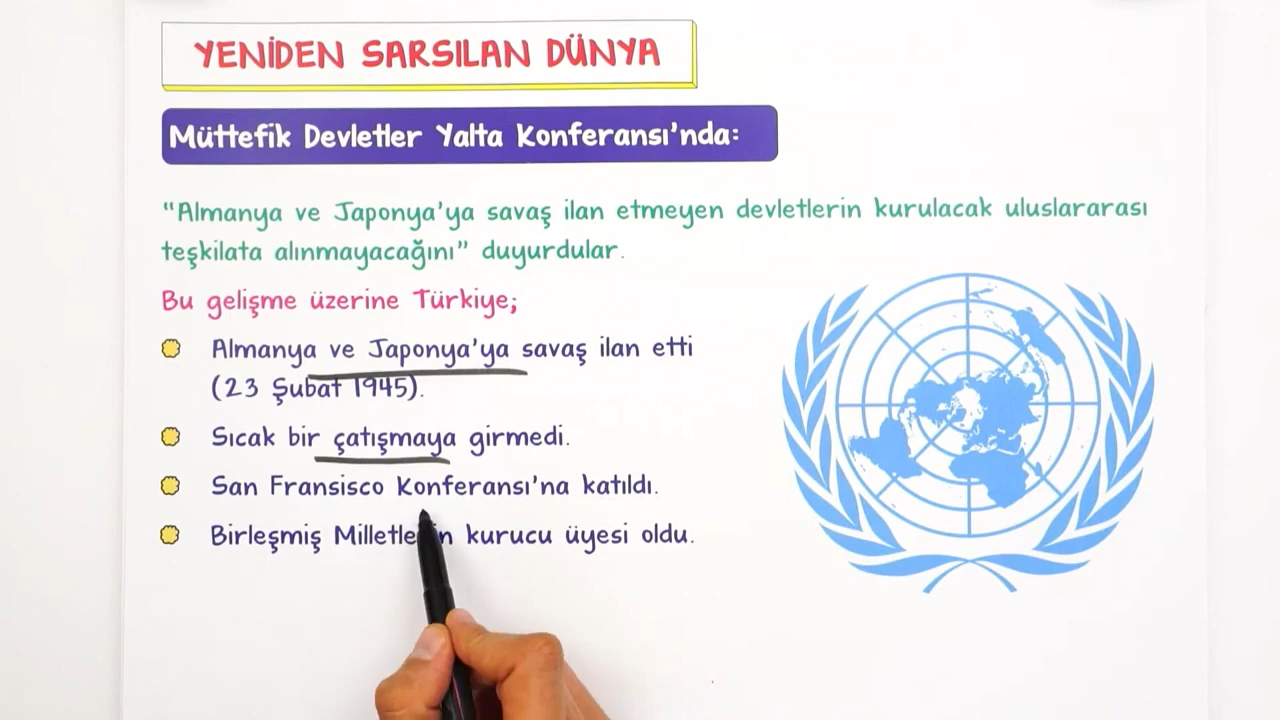 YENİDEN SARSILAN DÜNYA
Müttefik Devletler Yalta Konferansı'nda:
"Almanya ve Japonya'ya savaş ilan etmeyen devletlerin kurulacak uluslararası
teşkilata alınmayacağını" duyurdular.
Bu gelişme üzerine Türkiye;
Almanya ve Japonya'ya savaş ilan etti
(23 Şubat 1945).
Sıcak bir çatışmaya girmedi.
San Fransisco Konferansı'na katıldı.
Birleşmiş Milletlerin kurucu üyesi oldu.